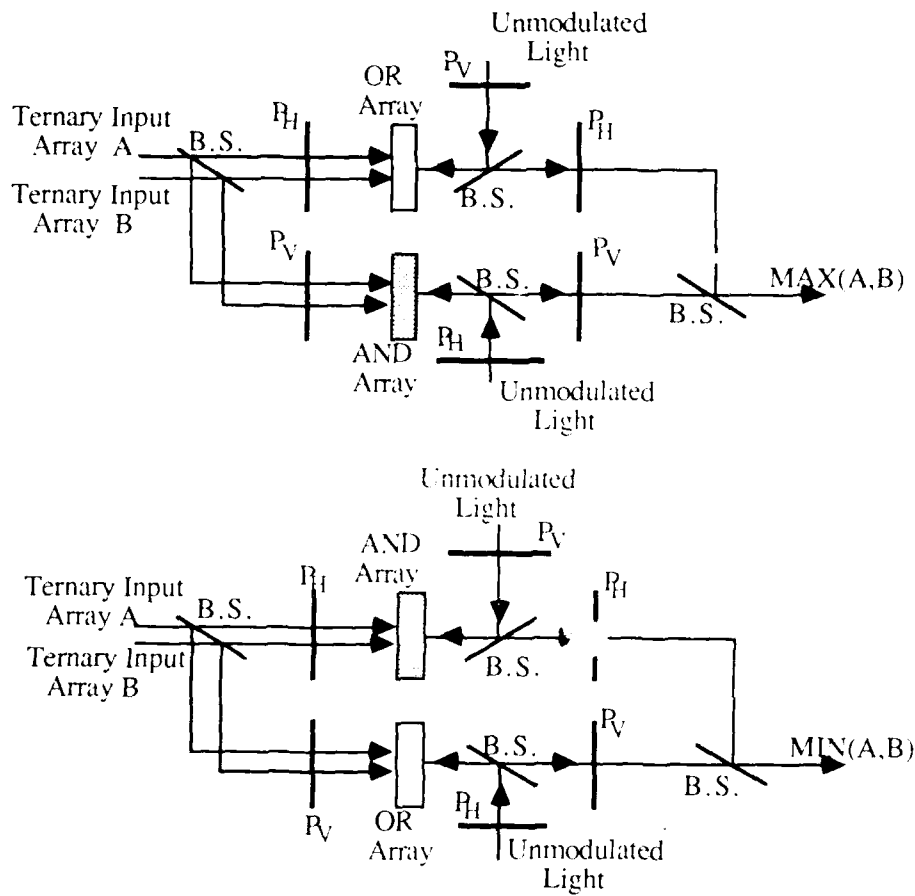 Unmodulated
Light
OR
Array
P_V
Ternary Input
Array A
B.S.
P_H
P_H
Ternary Input
Array B
B.S.
P_V
B.S.
P_V
MAX(A,B)
B.S.
P_H
AND
Array
Unmodulated
Light
Unmodulated
Light
AND
Array
P_V
Ternary Input
Array A
B.S.
P_H
P_H
Ternary Input
Array B
B.S.
P_V
B.S.
MIN(A,B)
B.S.
P_H
P_V
OR
Array
Unmodulated
Light